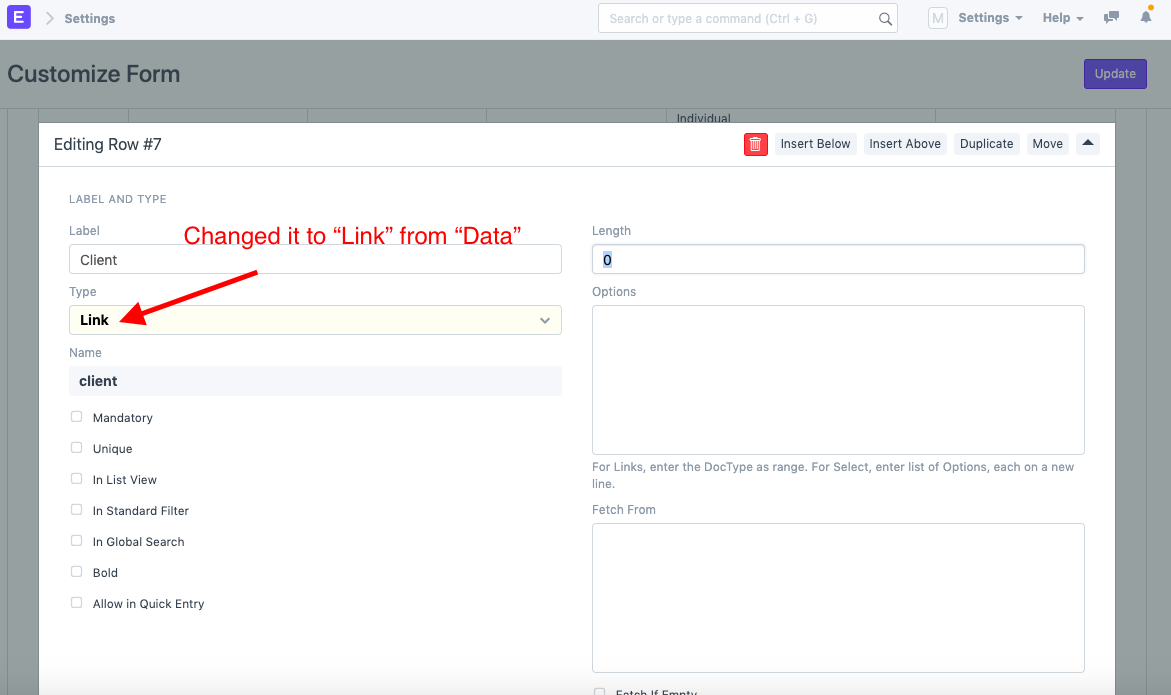 E
Settings
Search or type a command (Ctrl + G)
M
Settings
Help
Customize Form
Update
Individual
Editing Row #7
Insert Below
Insert Above
Duplicate
Move
LABEL AND TYPE
Label
Changed it to “Link” from “Data”
Client
Type
Link
Name
client
Mandatory
Unique
In List View
In Standard Filter
In Global Search
Bold
Allow in Quick Entry
Length
0
Options
For Links, enter the DocType as range. For Select, enter list of Options, each on a new
line.
Fetch From
Fetch If Empty